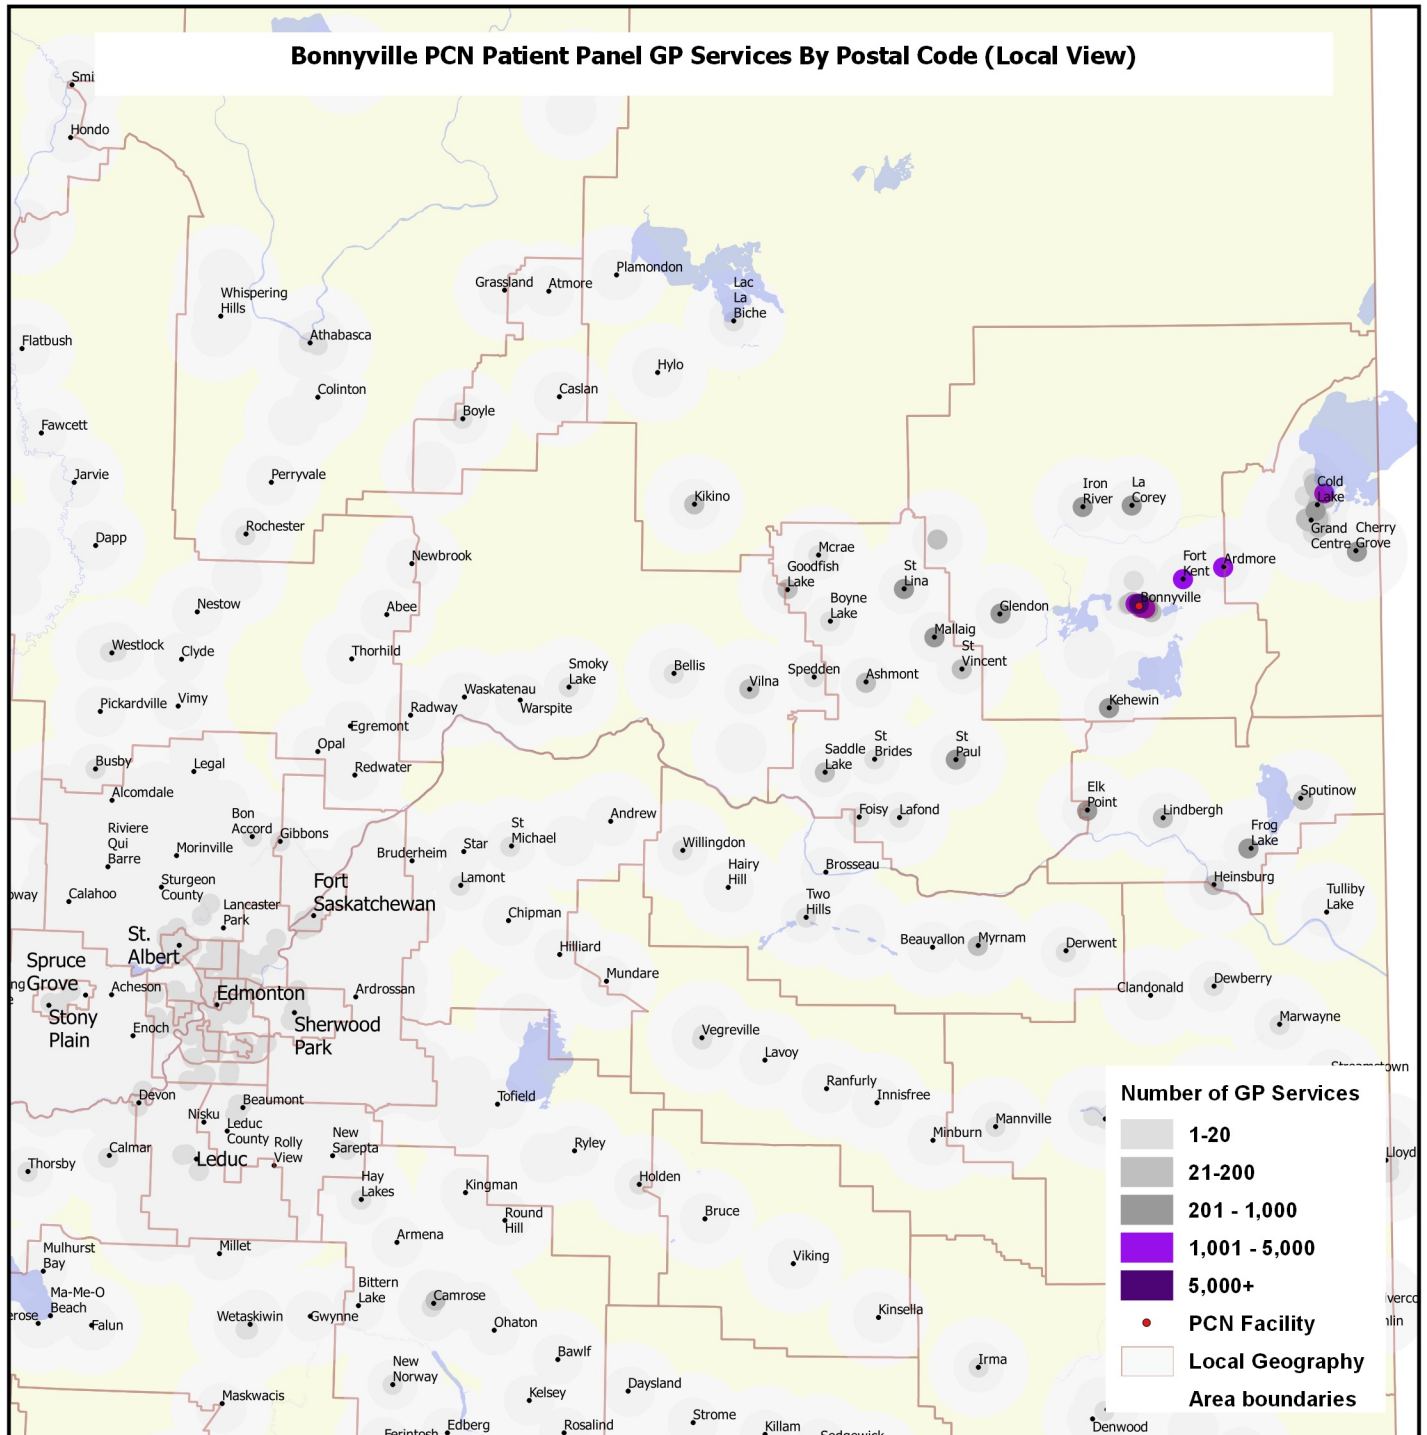 Bonnyville PCN Patient Panel GP Services By Postal Code (Local View)
Smi
Hondo
Plamondon
Grassland
Atmore
Lac
La
Biche
Whispering
Hills
Athabasca
Flatbush
Hylo
Colinton
Caslan
Boyle
Fawcett
Jarvie
Perryvale
Kikino
Iron
River
La
Corey
Cold
Lake
Grand
Centre
Cherry
Grove
Rochester
Dapp
Newbrook
Mcrae
Goodfish
Lake
St
Lina
Fort
Kent
Ardmore
Bonnyville
Nestow
Abee
Boyne
Lake
Glendon
Mallaig
Westlock
Clyde
Thorhild
Smoky
Lake
Bellis
Spedden
Ashmont
St
Vincent
Vilna
Waskatenau
Warspite
Pickardville
Vimy
Radway
Kehewin
Egremont
Opal
Busby
Legal
Redwater
Saddle
Lake
St
Brides
St
Paul
Alcomdale
Elk
Point
Lindbergh
Sputinow
Bon
Accord
Gibbons
Andrew
Foisy
Lafond
Frog
Lake
Riviere
Qui
Barre
Morinville
Bruderheim
Star
St
Michael
Willingdon
Hairy
Hill
Brosseau
Heinsburg
Tulliby
Lake
oway
Calahoo
Sturgeon
County
Lancaster
Park
Fort
Saskatchewan
Lamont
Chipman
Two
Hills
St.
Albert
Hilliard
Beauvallon
Myrnam
Derwent
Spruce
Grove
ng
e
Acheson
Edmonton
Ardrossan
Mundare
Clandonald
Dewberry
Stony
Plain
Enoch
Sherwood
Park
Vegreville
Lavoy
Marwayne
Streamstown
Devon
Beaumont
Tofield
Ranfurly
Innisfree
Nisku
Leduc
County
Rolly
View
New
Sarepta
Ryley
Minburn
Mannville
Calmar
Leduc
Thorsby
Hay
Lakes
Kingman
Holden
Lloyd
Round
Hill
Bruce
Armena
Millet
Mulhurst
Bay
Viking
Ma-Me-O
Beach
erose
Falun
Bittern
Lake
Camrose
Wetaskiwin
Gwynne
Ohaton
Kinsella
iverco
nlin
Bawlf
New
Norway
Irma
Maskwacis
Kelsey
Daysland
Strome
Edberg
Rosalind
Killam
Ferintosh
Sedgewick
Denwood
Number of GP Services
1-20
21-200
201 - 1,000
1,001 - 5,000
5,000+
PCN Facility
Local Geography
Area boundaries